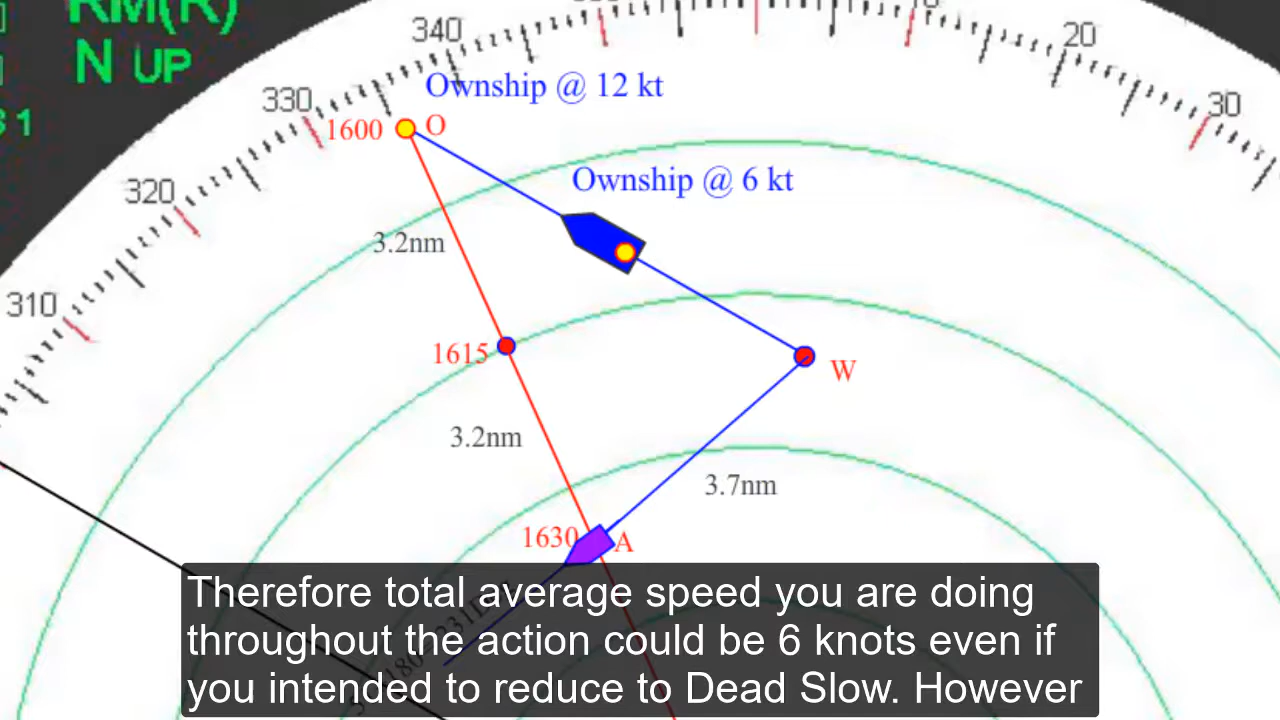 RM(R)
N UP
340
20
330
30
Ownship @ 12 kt
1600
O
320
Ownship @ 6 kt
3.2nm
310
1615
W
3.2nm
3.7nm
1630
A
Therefore total average speed you are doing
throughout the action could be 6 knots even if
you intended to reduce to Dead Slow. However